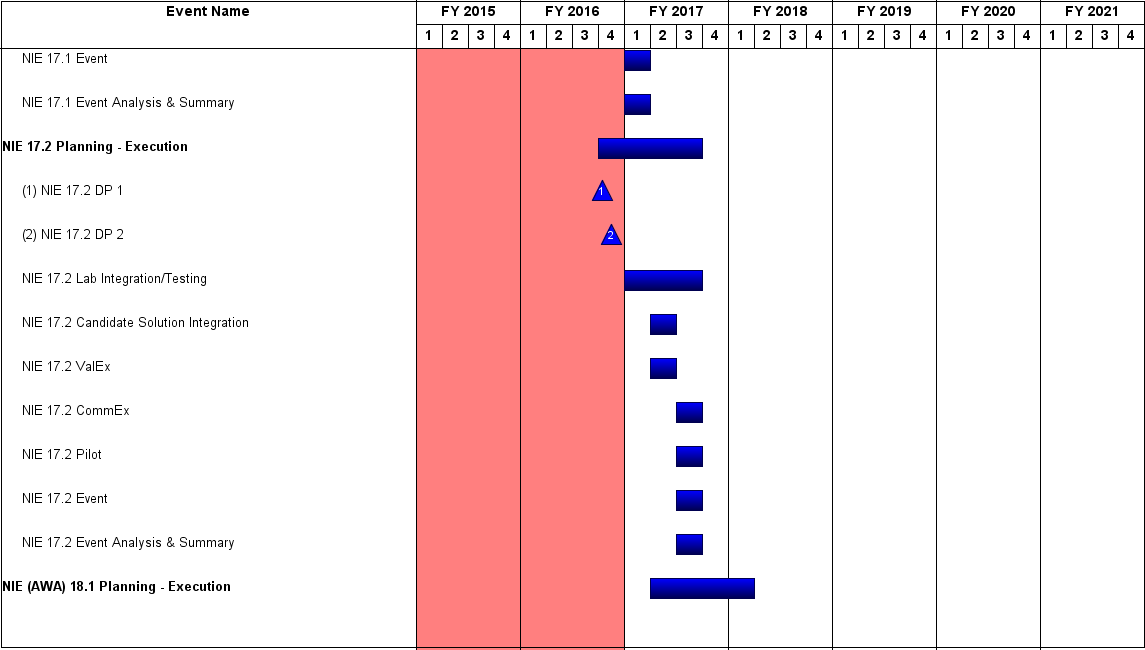 Event Name FY 2015 FY 2016 FY 2017 FY 2018 FY 2019 FY 2020 FY 2021
1 2 3 4 1 2 3 4 1 2 3 4 1 2 3 4 1 2 3 4 1 2 3 4 1 2 3 4
NIE 17.1 Event
NIE 17.1 Event Analysis & Summary
NIE 17.2 Planning - Execution
(1) NIE 17.2 DP 1 1
(2) NIE 17.2 DP 2 2
NIE 17.2 Lab Integration/Testing
NIE 17.2 Candidate Solution Integration
NIE 17.2 ValEx
NIE 17.2 CommEx
NIE 17.2 Pilot
NIE 17.2 Event
NIE 17.2 Event Analysis & Summary
NIE (AWA) 18.1 Planning - Execution